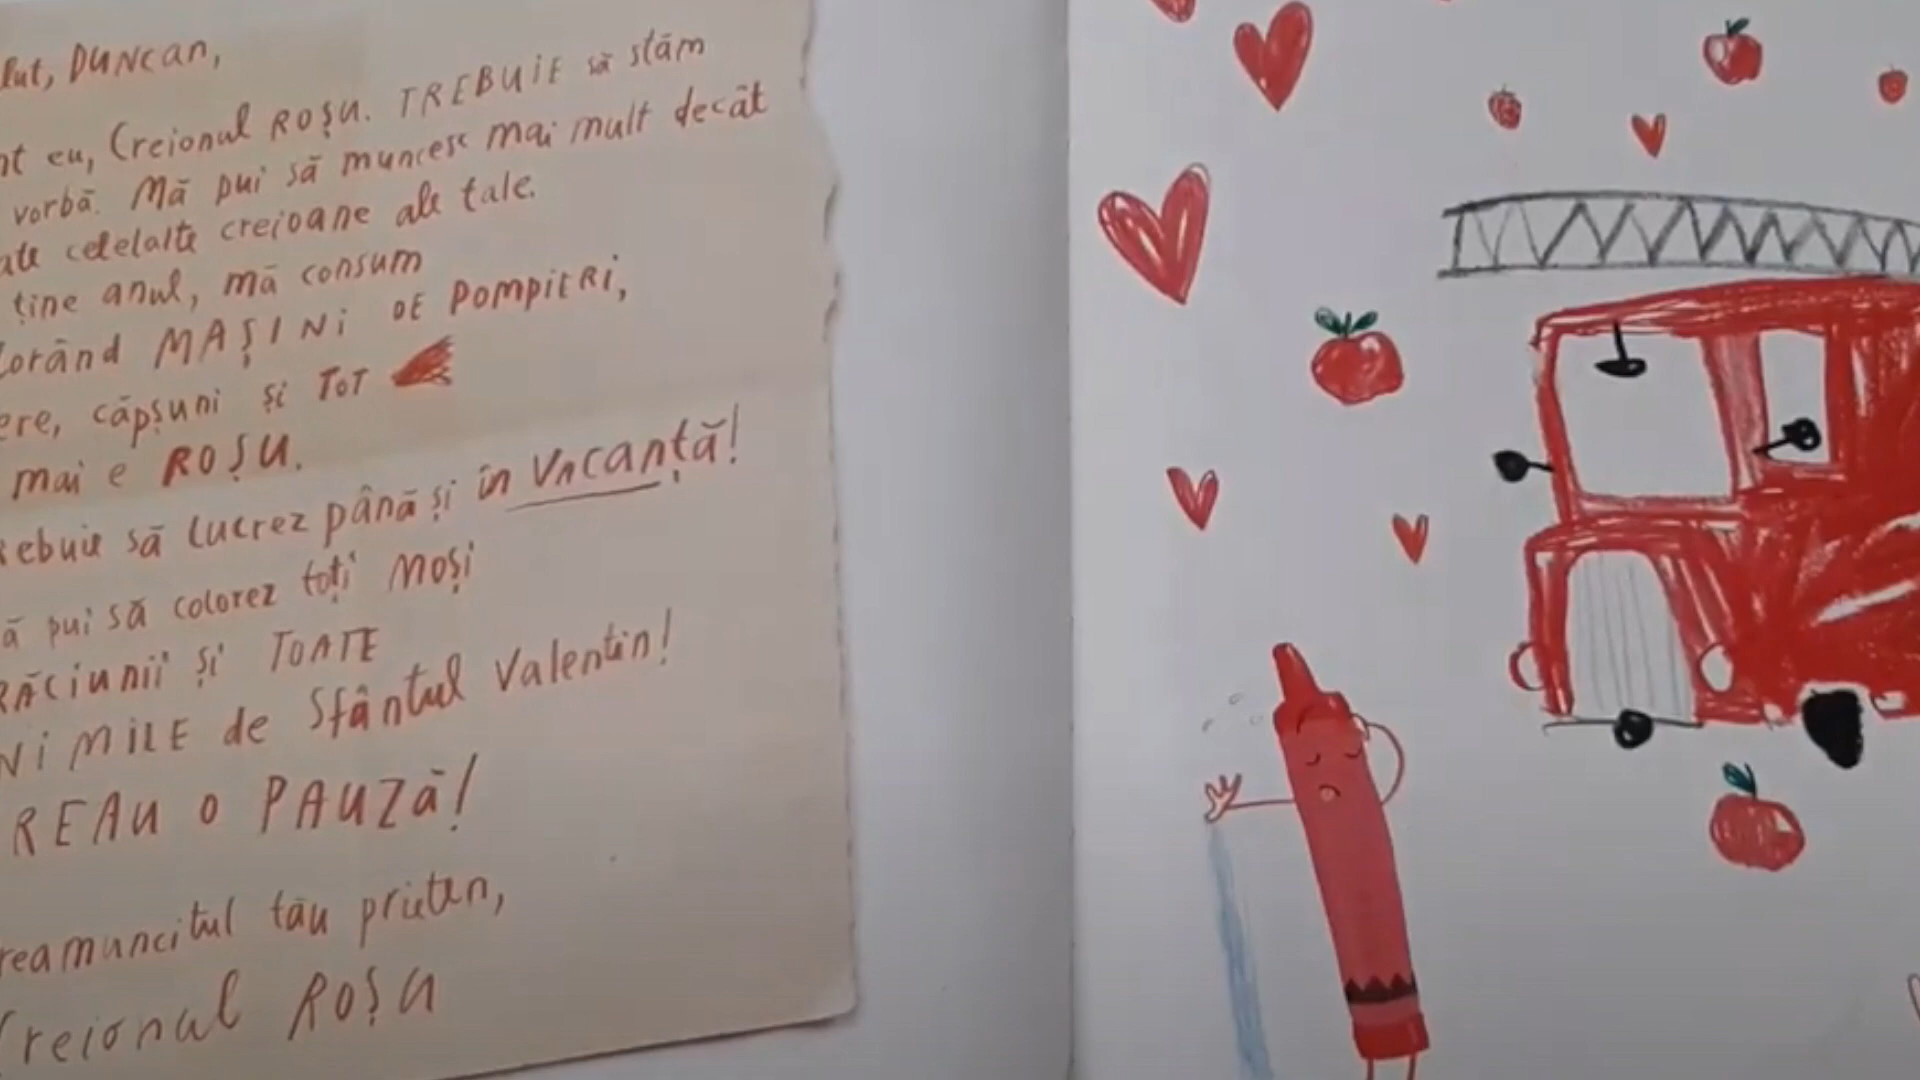 lut, DUNCAN,
nt eu, Creionul ROȘU. TREBUIE să stăm
vorbă. Mă pui să muncesc mai mult decât
ate celelalte creioane ale tale.
ține anul, mă consum
lorând MAȘINI DE POMPIERI,
ere, căpșuni și TOT
mai e ROȘU.
rebuie să lucrez până și în VACANȚĂ!
ă pui să colorez toți MOȘI
RĂCIUNII și TOATE
NIMILE de Sfântul Valentin!
REAU O PAUZĂ!
reamuncitul tău prieten,
Creionul ROȘU